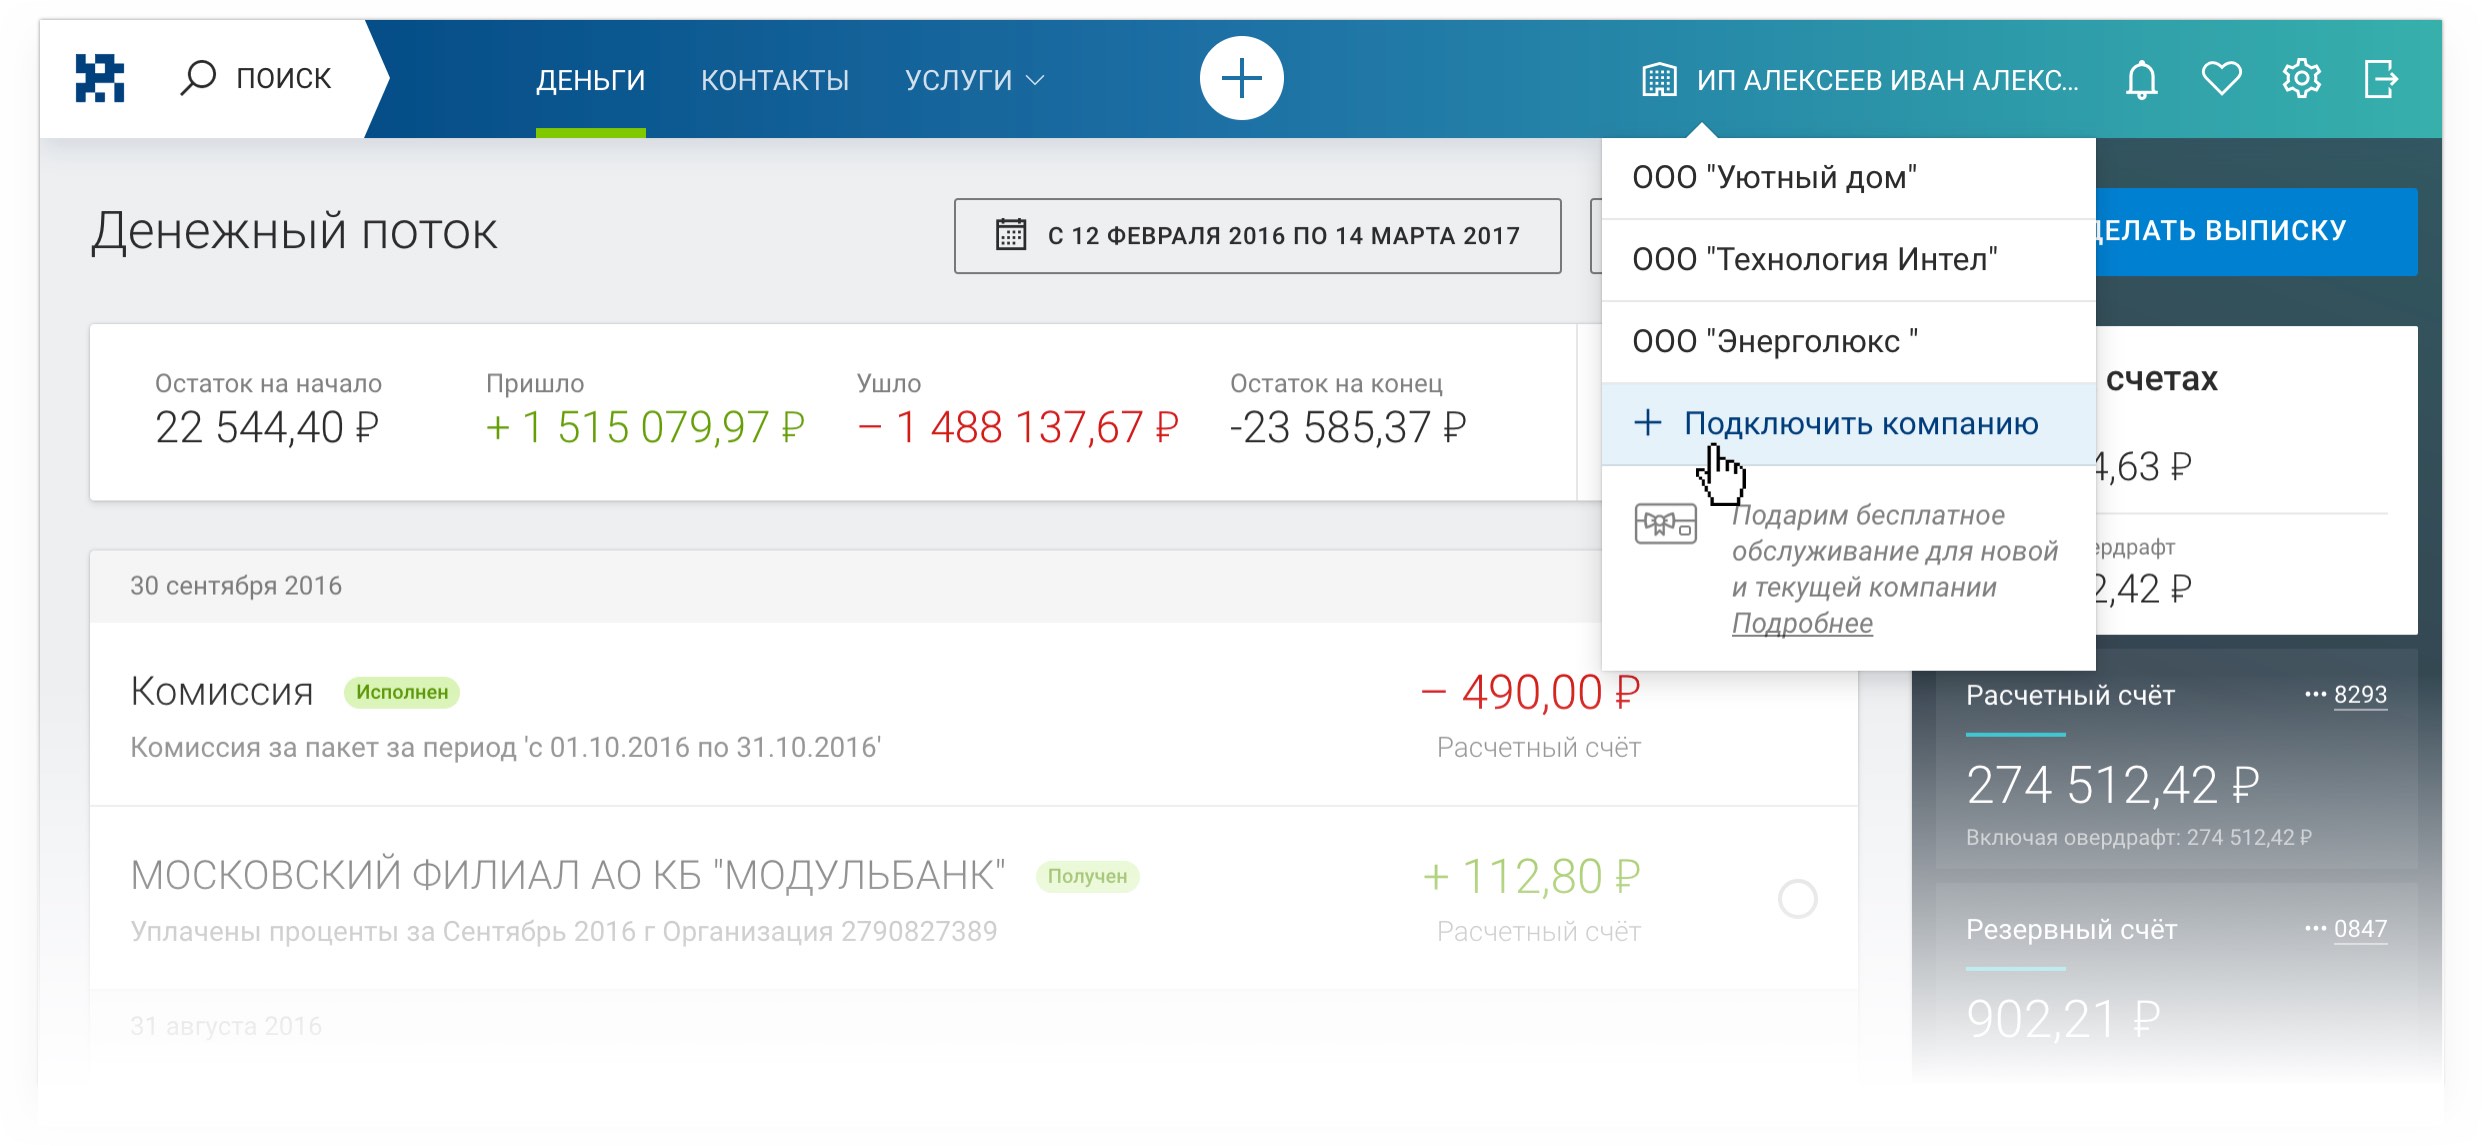 ПОИСК
ДЕНЬГИ
КОНТАКТЫ
УСЛУГИ
ИП АЛЕКСЕЕВ ИВАН АЛЕКС...
ООО "Уютный дом"
ООО "Технология Интел"
ООО "Энерголюкс "
+ Подключить компанию
Подарим бесплатное
обслуживание для новой
и текущей компании
Подробнее
Денежный поток
С 12 ФЕВРАЛЯ 2016 ПО 14 МАРТА 2017
ВЫПИСКУ
Остаток на начало
22 544,40 ₽
Пришло
+ 1 515 079,97 ₽
Ушло
– 1 488 137,67 ₽
Остаток на конец
-23 585,37 ₽
счетах
30 сентября 2016
Комиссия
Исполнен
– 490,00 ₽
Комиссия за пакет за период 'с 01.10.2016 по 31.10.2016'
Расчетный счёт
МОСКОВСКИЙ ФИЛИАЛ АО КБ "МОДУЛЬБАНК"
Получен
+ 112,80 ₽
Уплачены проценты за Сентябрь 2016 г Организация 2790827389
Расчетный счёт
31 августа 2016
Расчетный счёт
··· 8293
274 512,42 ₽
Включая овердрафт: 274 512,42 ₽
Резервный счёт
··· 0847
902,21 ₽